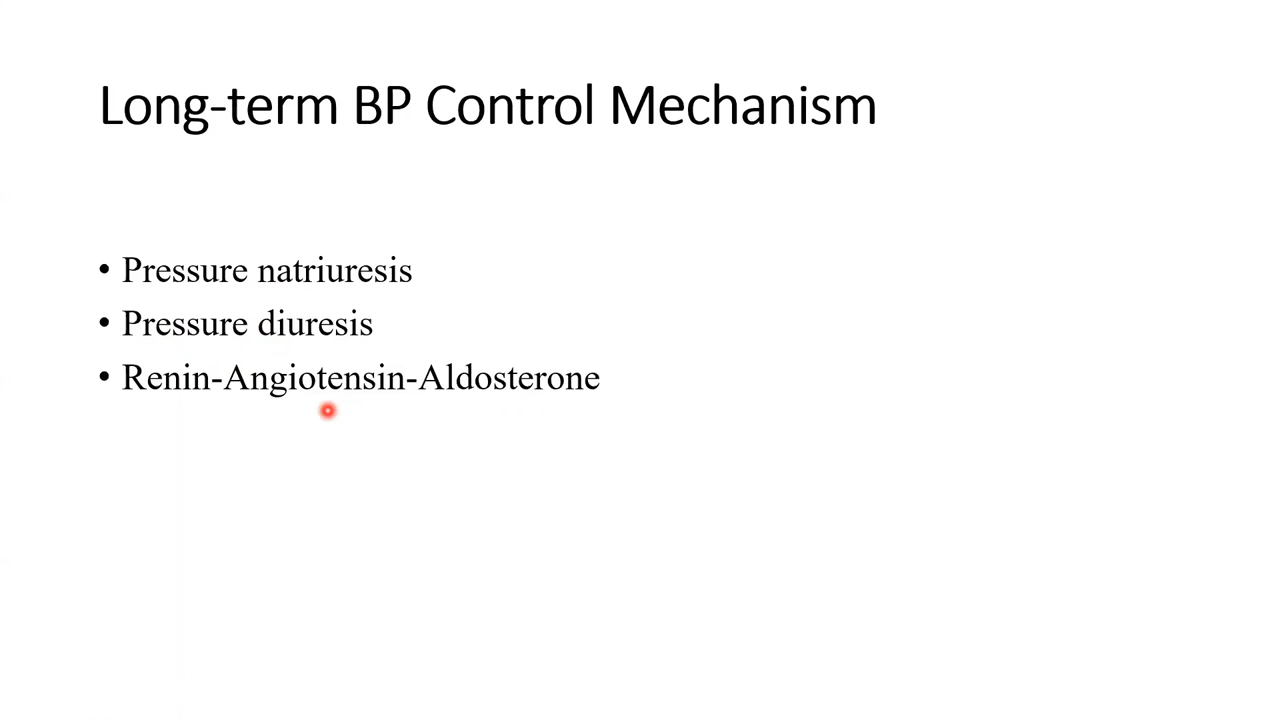 Long-term BP Control Mechanism
• Pressure natriuresis
• Pressure diuresis
• Renin-Angiotensin-Aldosterone